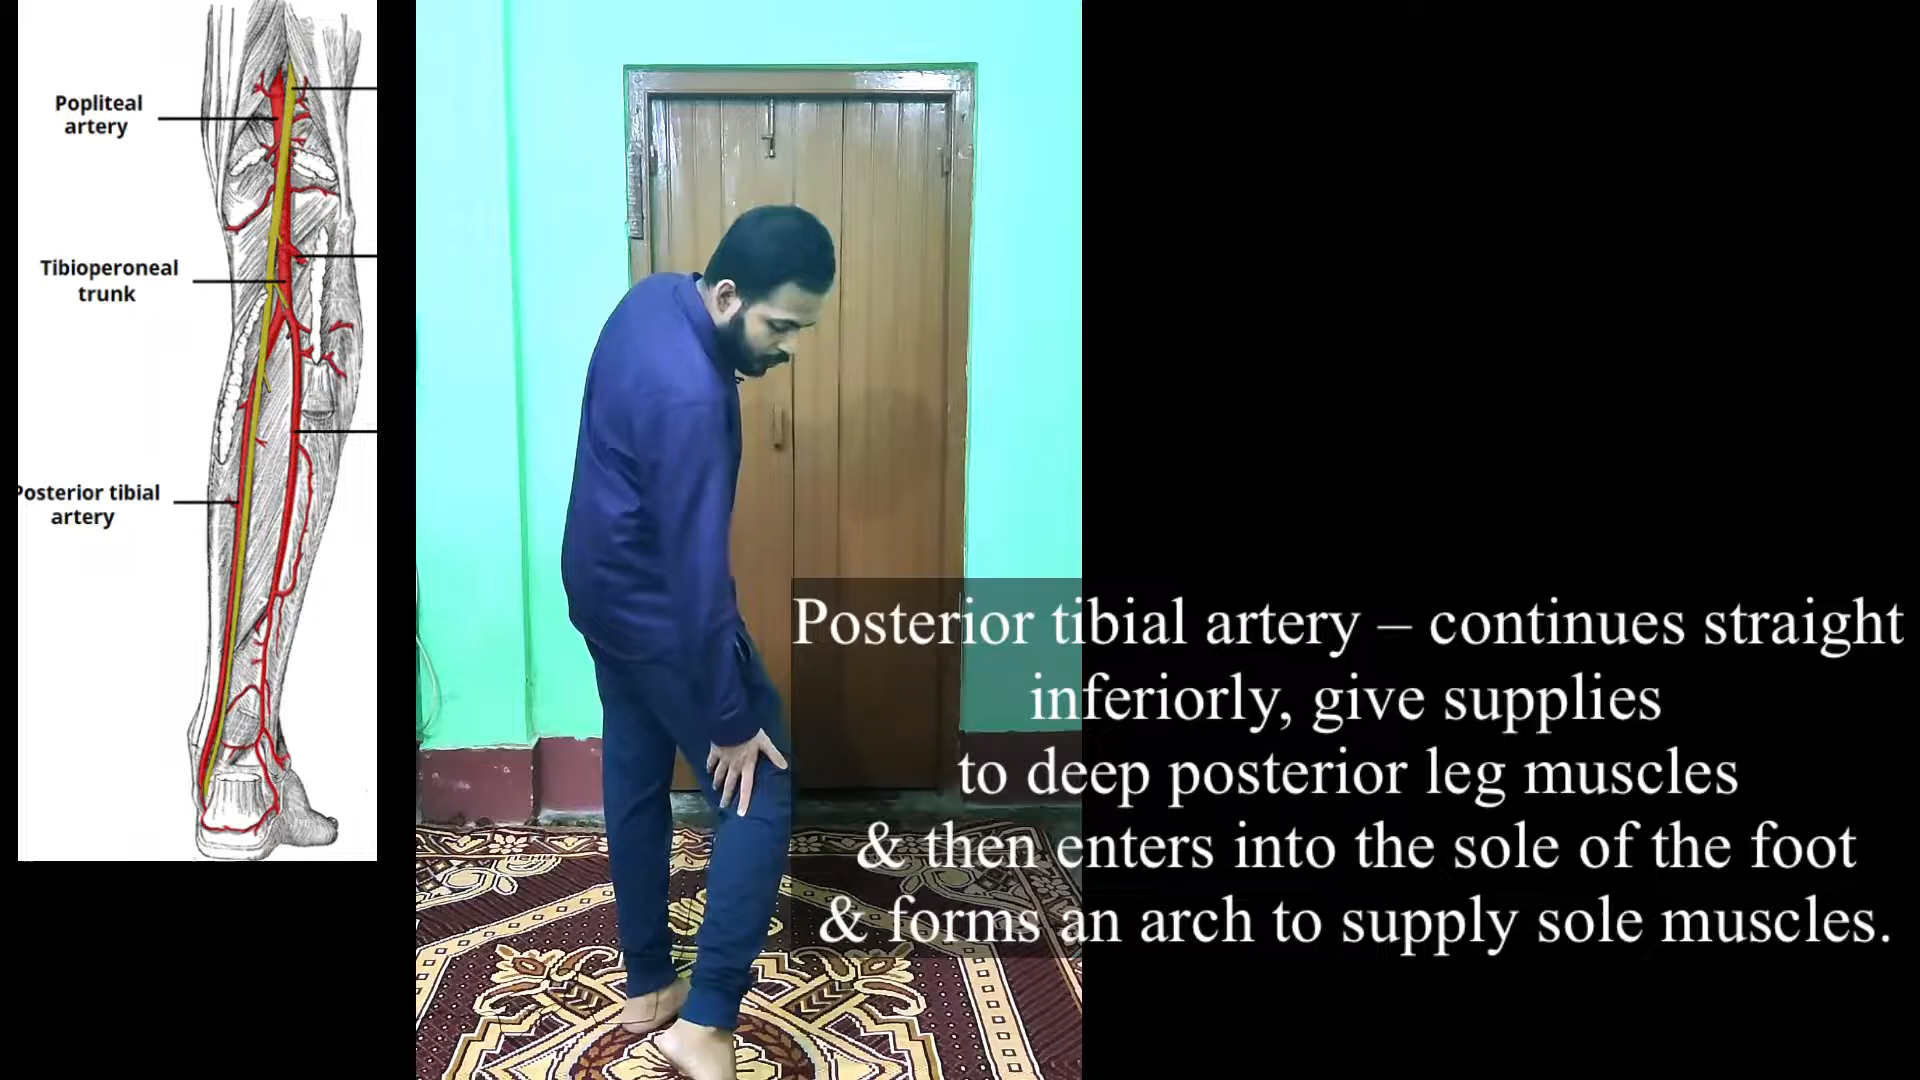 Popliteal
artery
Tibioperoneal
trunk
Posterior tibial
artery
Posterior tibial artery – continues straight
inferiorly, give supplies
to deep posterior leg muscles
& then enters into the sole of the foot
& forms an arch to supply sole muscles.